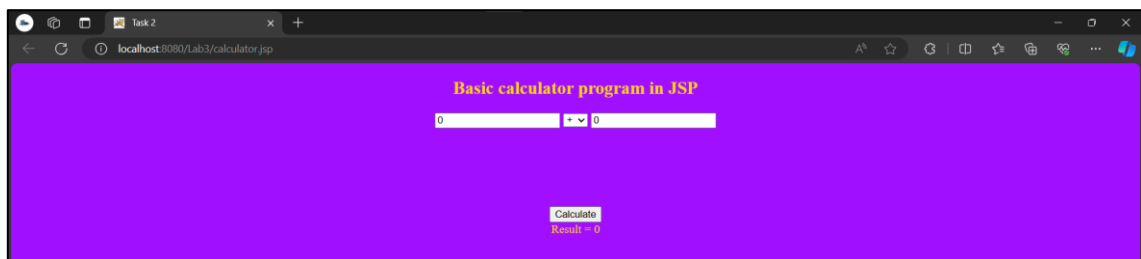 Task 2
localhost:8080/Lab3/calculator.jsp
Basic calculator program in JSP
0 + 0
Calculate
Result = 0